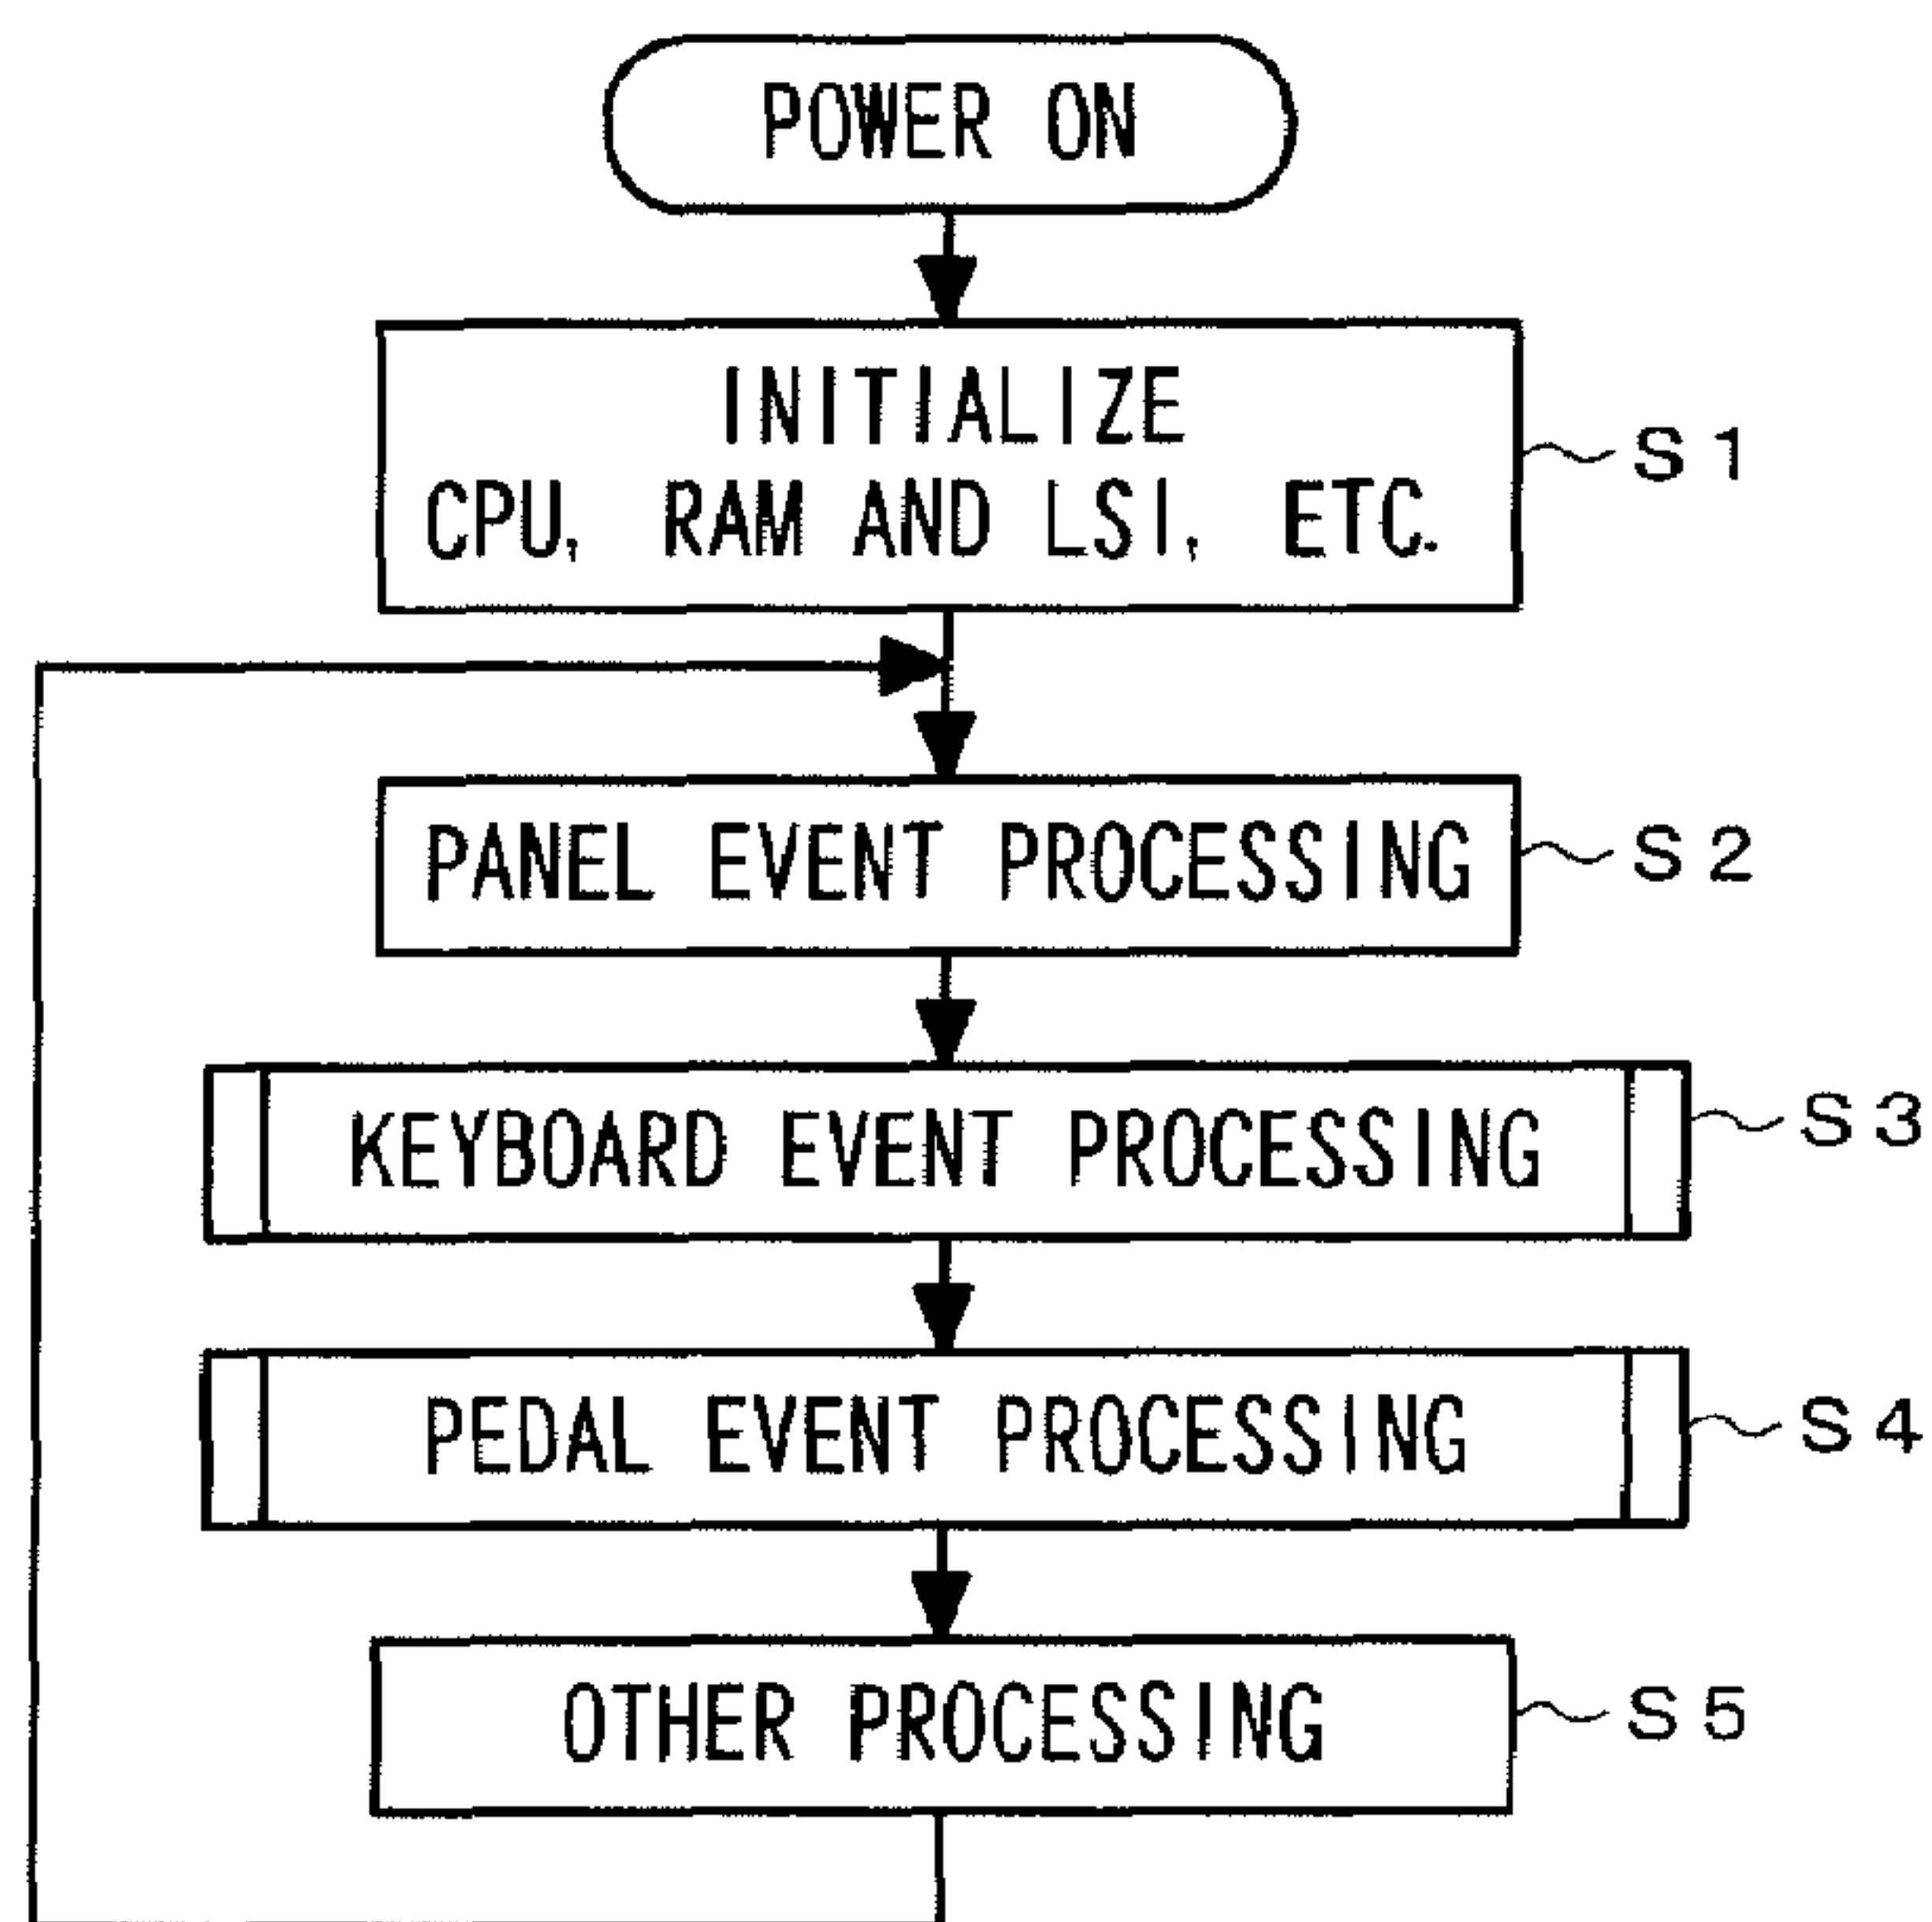 POWER ON
INITIALIZE
CPU, RAM AND LSI, ETC.
S1
PANEL EVENT PROCESSING
S2
KEYBOARD EVENT PROCESSING
S3
PEDAL EVENT PROCESSING
S4
OTHER PROCESSING
S5